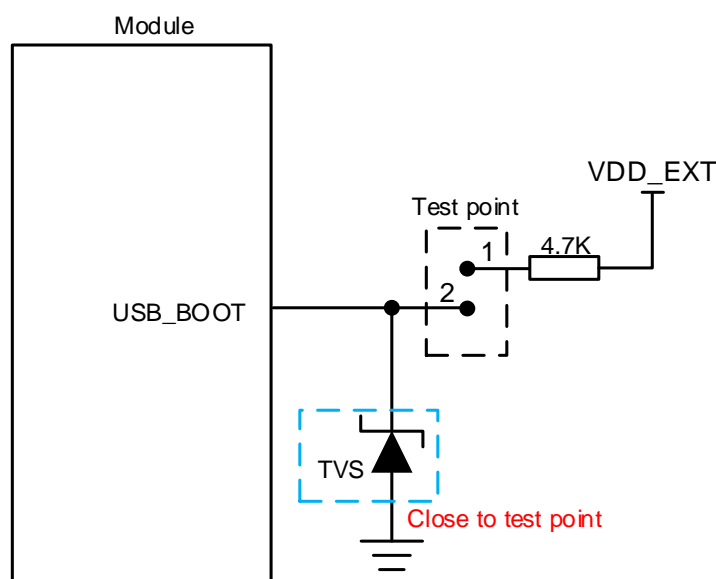 Module
VDD_EXT
Test point
4.7K
1
2
USB_BOOT
TVS
Close to test point